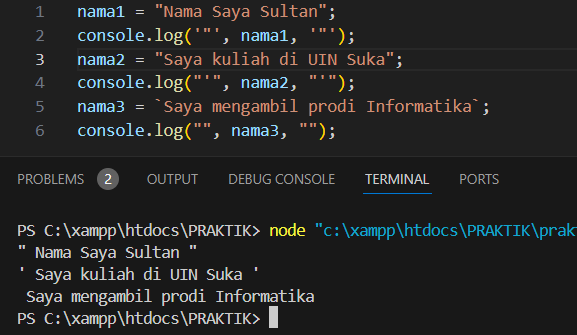 1 nama1 = "Nama Saya Sultan";
2 console.log('"', nama1, '"');
3 nama2 = "Saya kuliah di UIN Suka";
4 console.log("'", nama2, "'");
5 nama3 = `Saya mengambil prodi Informatika`;
6 console.log("", nama3, "");
PROBLEMS 2 OUTPUT DEBUG CONSOLE TERMINAL PORTS
PS C:\xampp\htdocs\PRAKTIK> node "c:\xampp\htdocs\PRAKTIK\prakt
" Nama Saya Sultan "
' Saya kuliah di UIN Suka '
 Saya mengambil prodi Informatika
PS C:\xampp\htdocs\PRAKTIK>